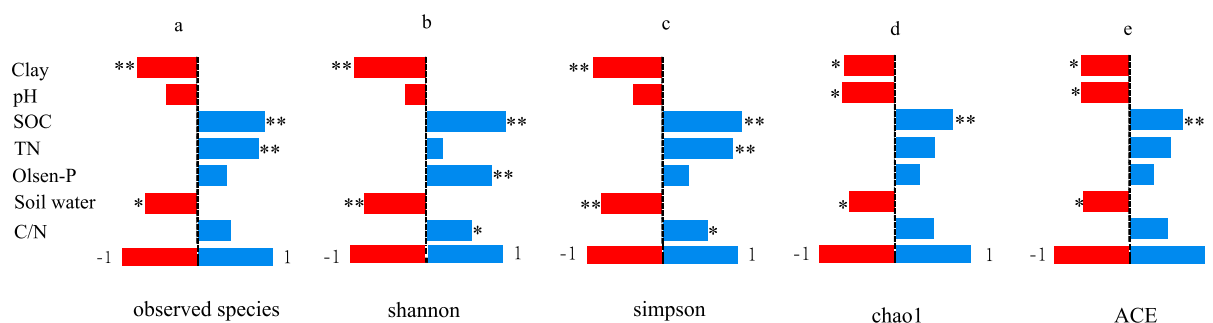 a b c d e
Clay ** ** ** * *
pH * *
SOC ** ** ** ** **
TN ** **
Olsen-P **
Soil water * ** ** * *
C/N * *
-1 1 -1 1 -1 1 -1 1 -1
observed species shannon simpson chao1 ACE